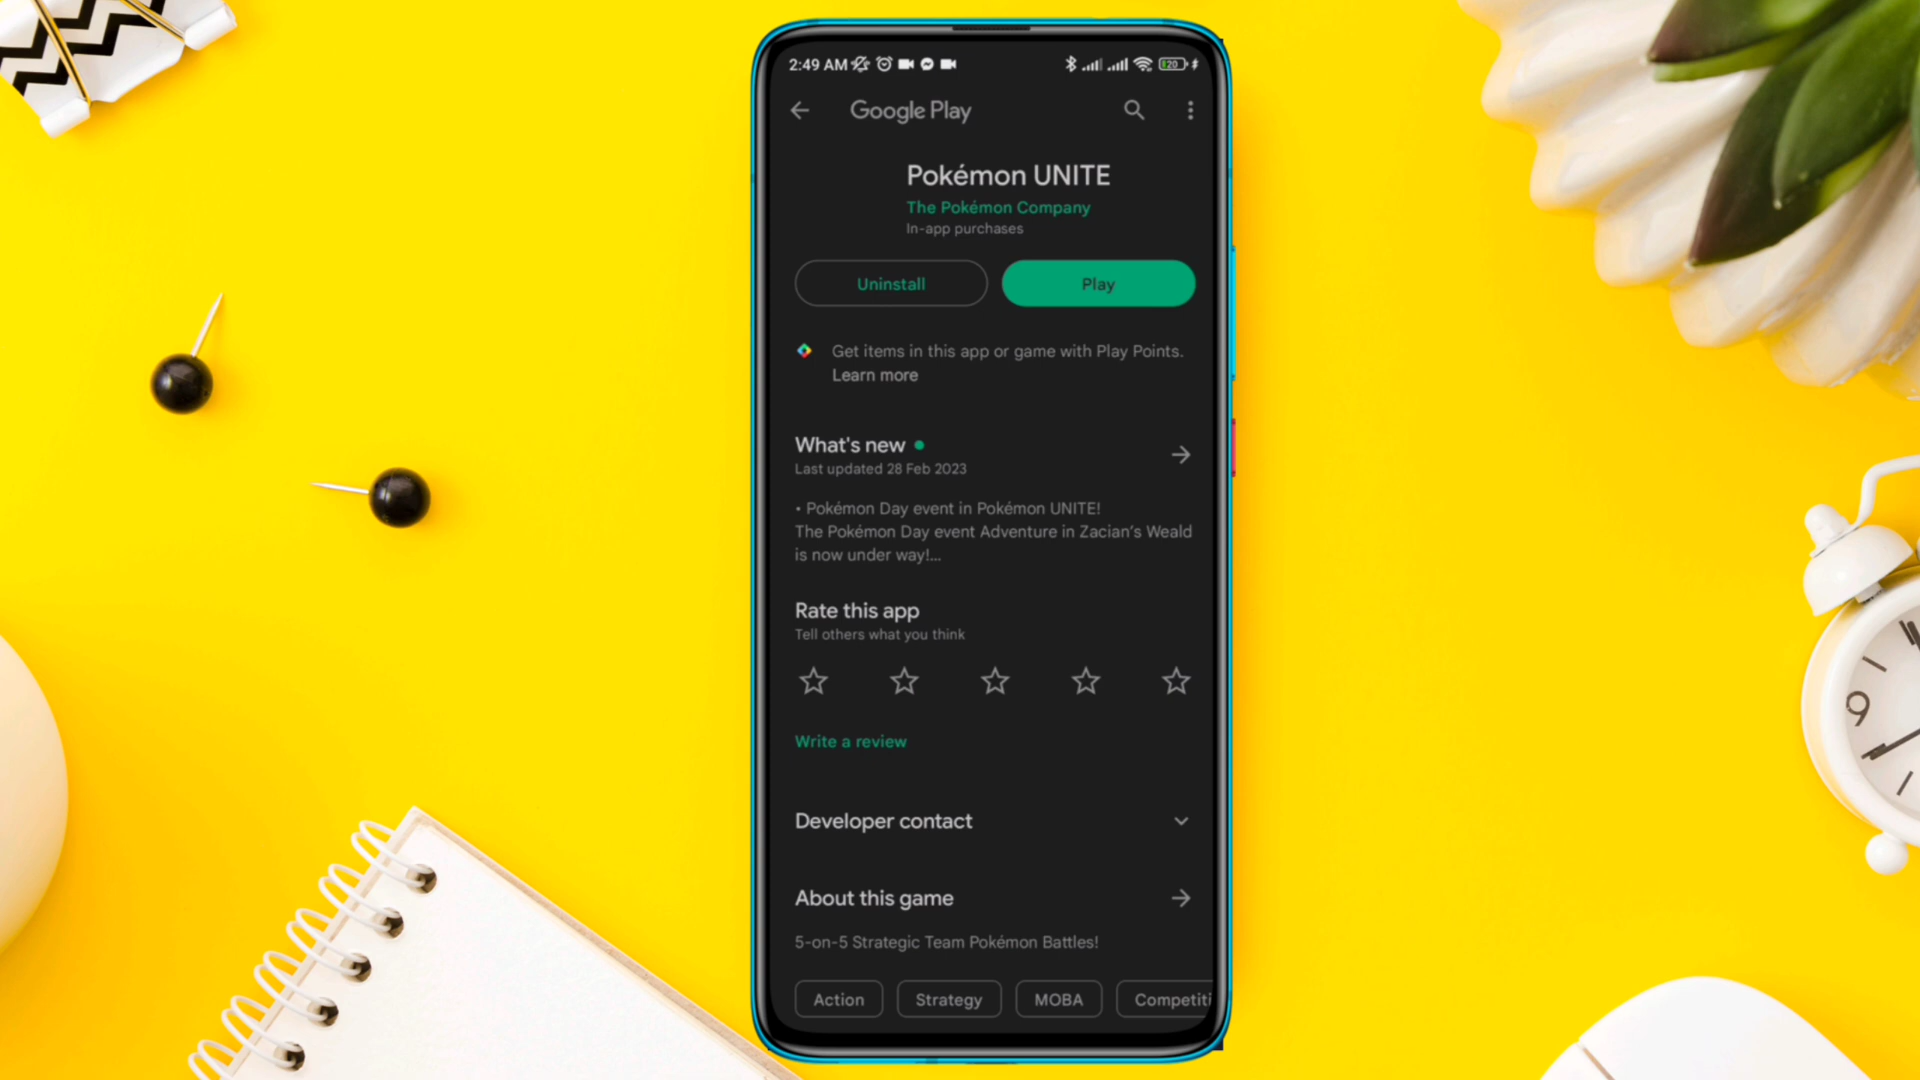 2:49 AM
20
Google Play
Pokémon UNITE
The Pokémon Company
In-app purchases
Uninstall
Play
Get items in this app or game with Play Points.
Learn more
What's new
Last updated 28 Feb 2023
• Pokémon Day event in Pokémon UNITE!
The Pokémon Day event Adventure in Zacian's Weald
is now under way!...
Rate this app
Tell others what you think
Write a review
Developer contact
About this game
5-on-5 Strategic Team Pokémon Battles!
Action
Strategy
MOBA
Competiti
9